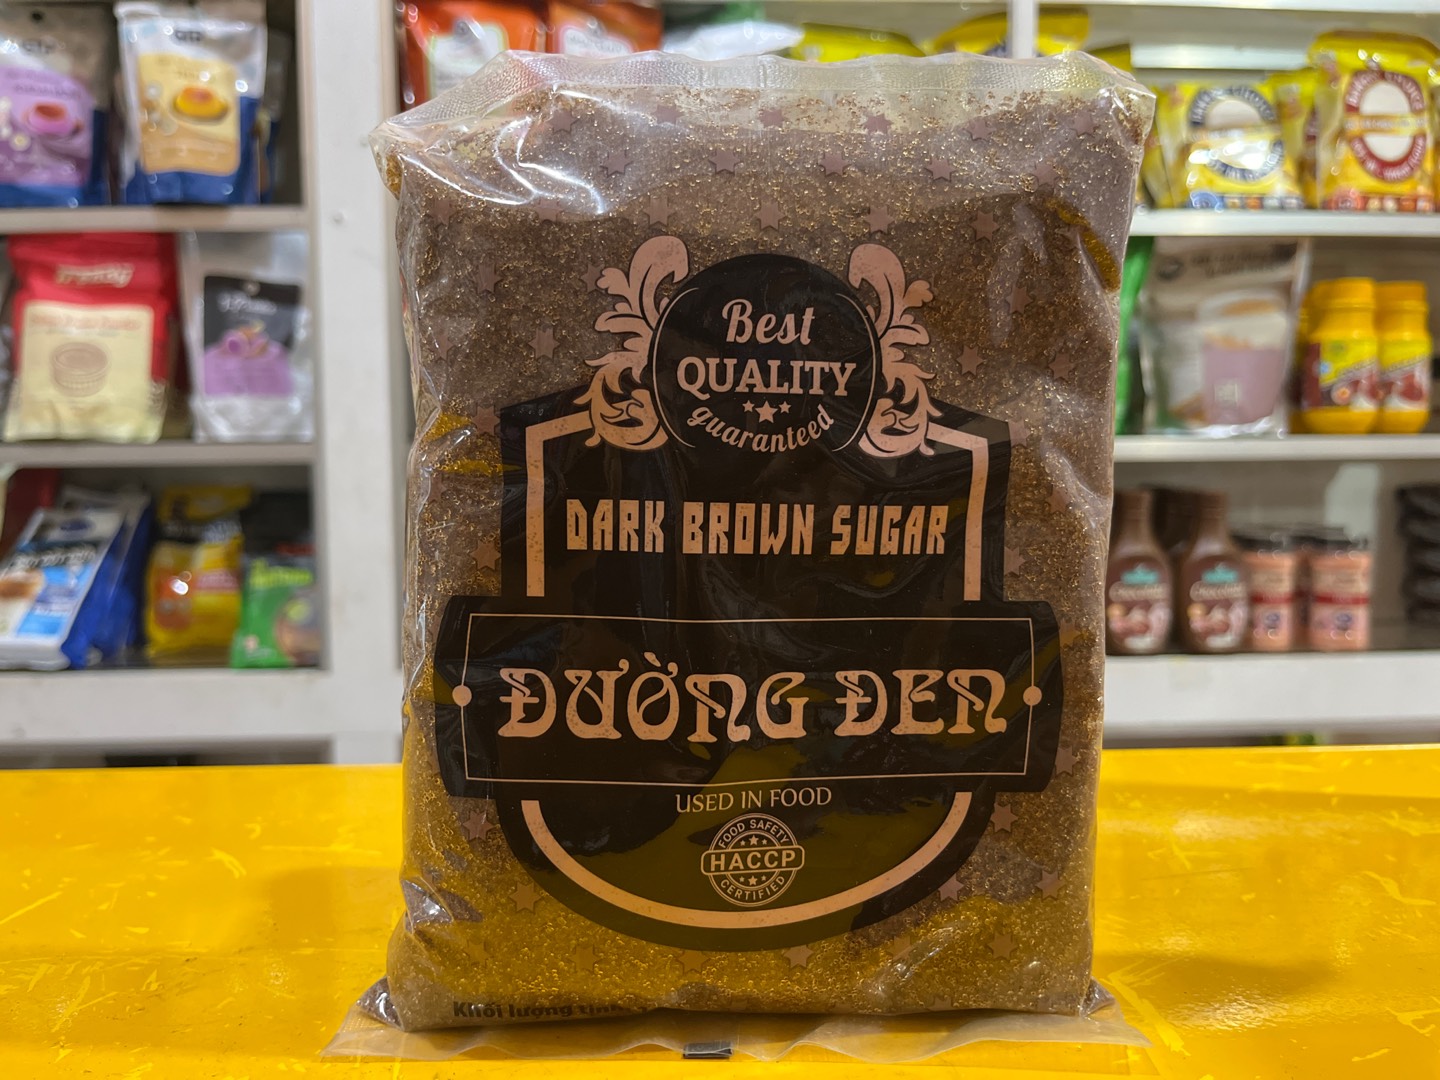 Best
QUALITY
guaranteed
DARK BROWN SUGAR
ĐƯỜNG ĐEN
USED IN FOOD
FOOD SAFETY
HACCP
CERTIFIED
Khối lượng tịnh